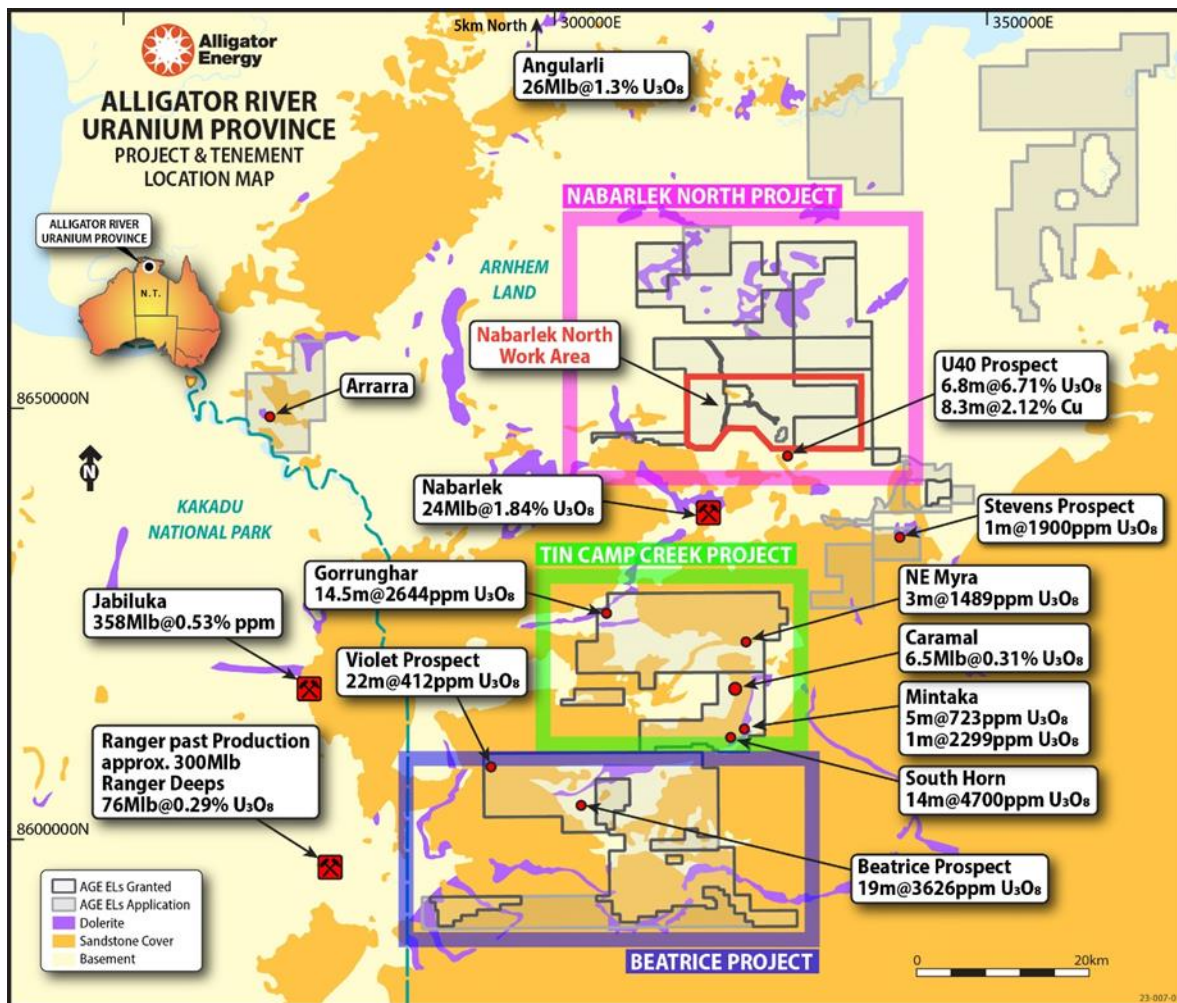 Alligator
Energy
ALLIGATOR RIVER
URANIUM PROVINCE
PROJECT & TENEMENT
LOCATION MAP
5km North
300000E
350000E
Angularli
26Mlb@1.3% U₃O₈
ALLIGATOR RIVER
URANIUM PROVINCE
N.T.
NABARLEK NORTH PROJECT
ARNHEM
LAND
Nabarlek North
Work Area
U40 Prospect
6.8m@6.71% U₃O₈
8.3m@2.12% Cu
Arrarra
8650000N
N
KAKADU
NATIONAL PARK
Nabarlek
24Mlb@1.84% U₃O₈
Stevens Prospect
1m@1900ppm U₃O₈
TIN CAMP CREEK PROJECT
Gorrunghar
14.5m@2644ppm U₃O₈
NE Myra
3m@1489ppm U₃O₈
Jabiluka
358Mlb@0.53% ppm
Caramal
6.5Mlb@0.31% U₃O₈
Violet Prospect
22m@412ppm U₃O₈
Mintaka
5m@723ppm U₃O₈
1m@2299ppm U₃O₈
Ranger past Production
approx. 300Mlb
Ranger Deeps
76Mlb@0.29% U₃O₈
South Horn
14m@4700ppm U₃O₈
8600000N
Beatrice Prospect
19m@3626ppm U₃O₈
AGE ELs Granted
AGE ELs Application
Dolerite
Sandstone Cover
Basement
BEATRICE PROJECT
0
20km
23-007-0